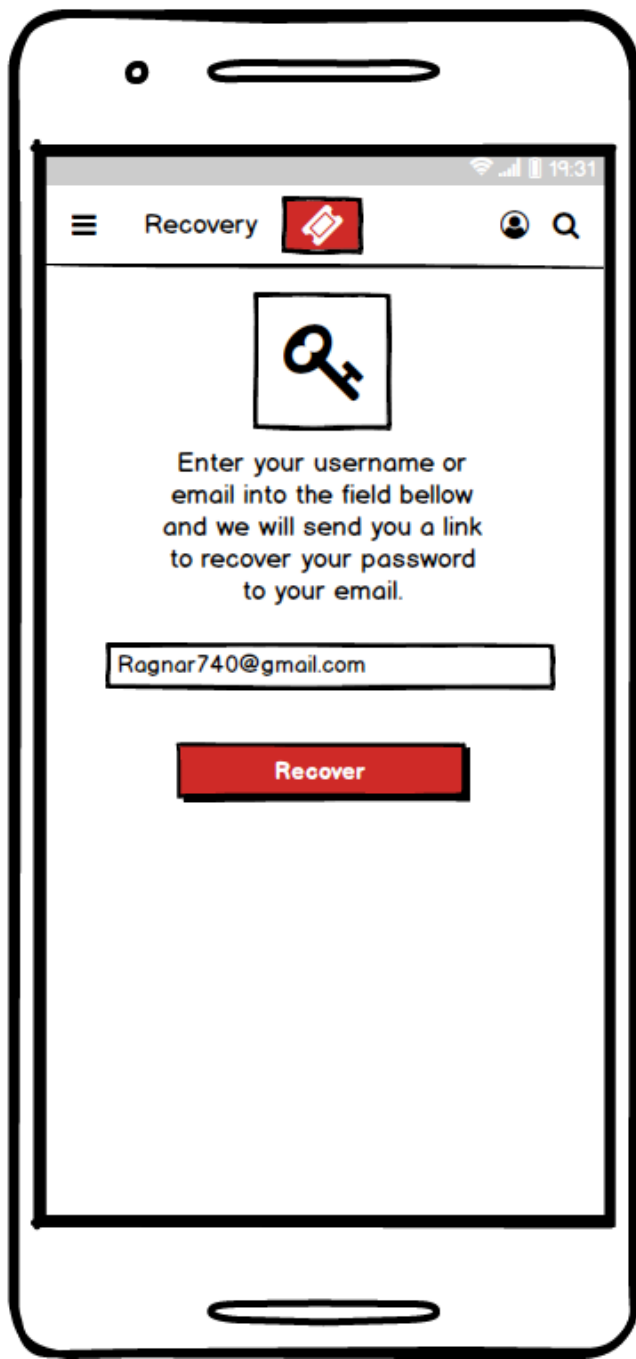 19:31
Recovery
Enter your username or
email into the field bellow
and we will send you a link
to recover your password
to your email.
Ragnar740@gmail.com
Recover